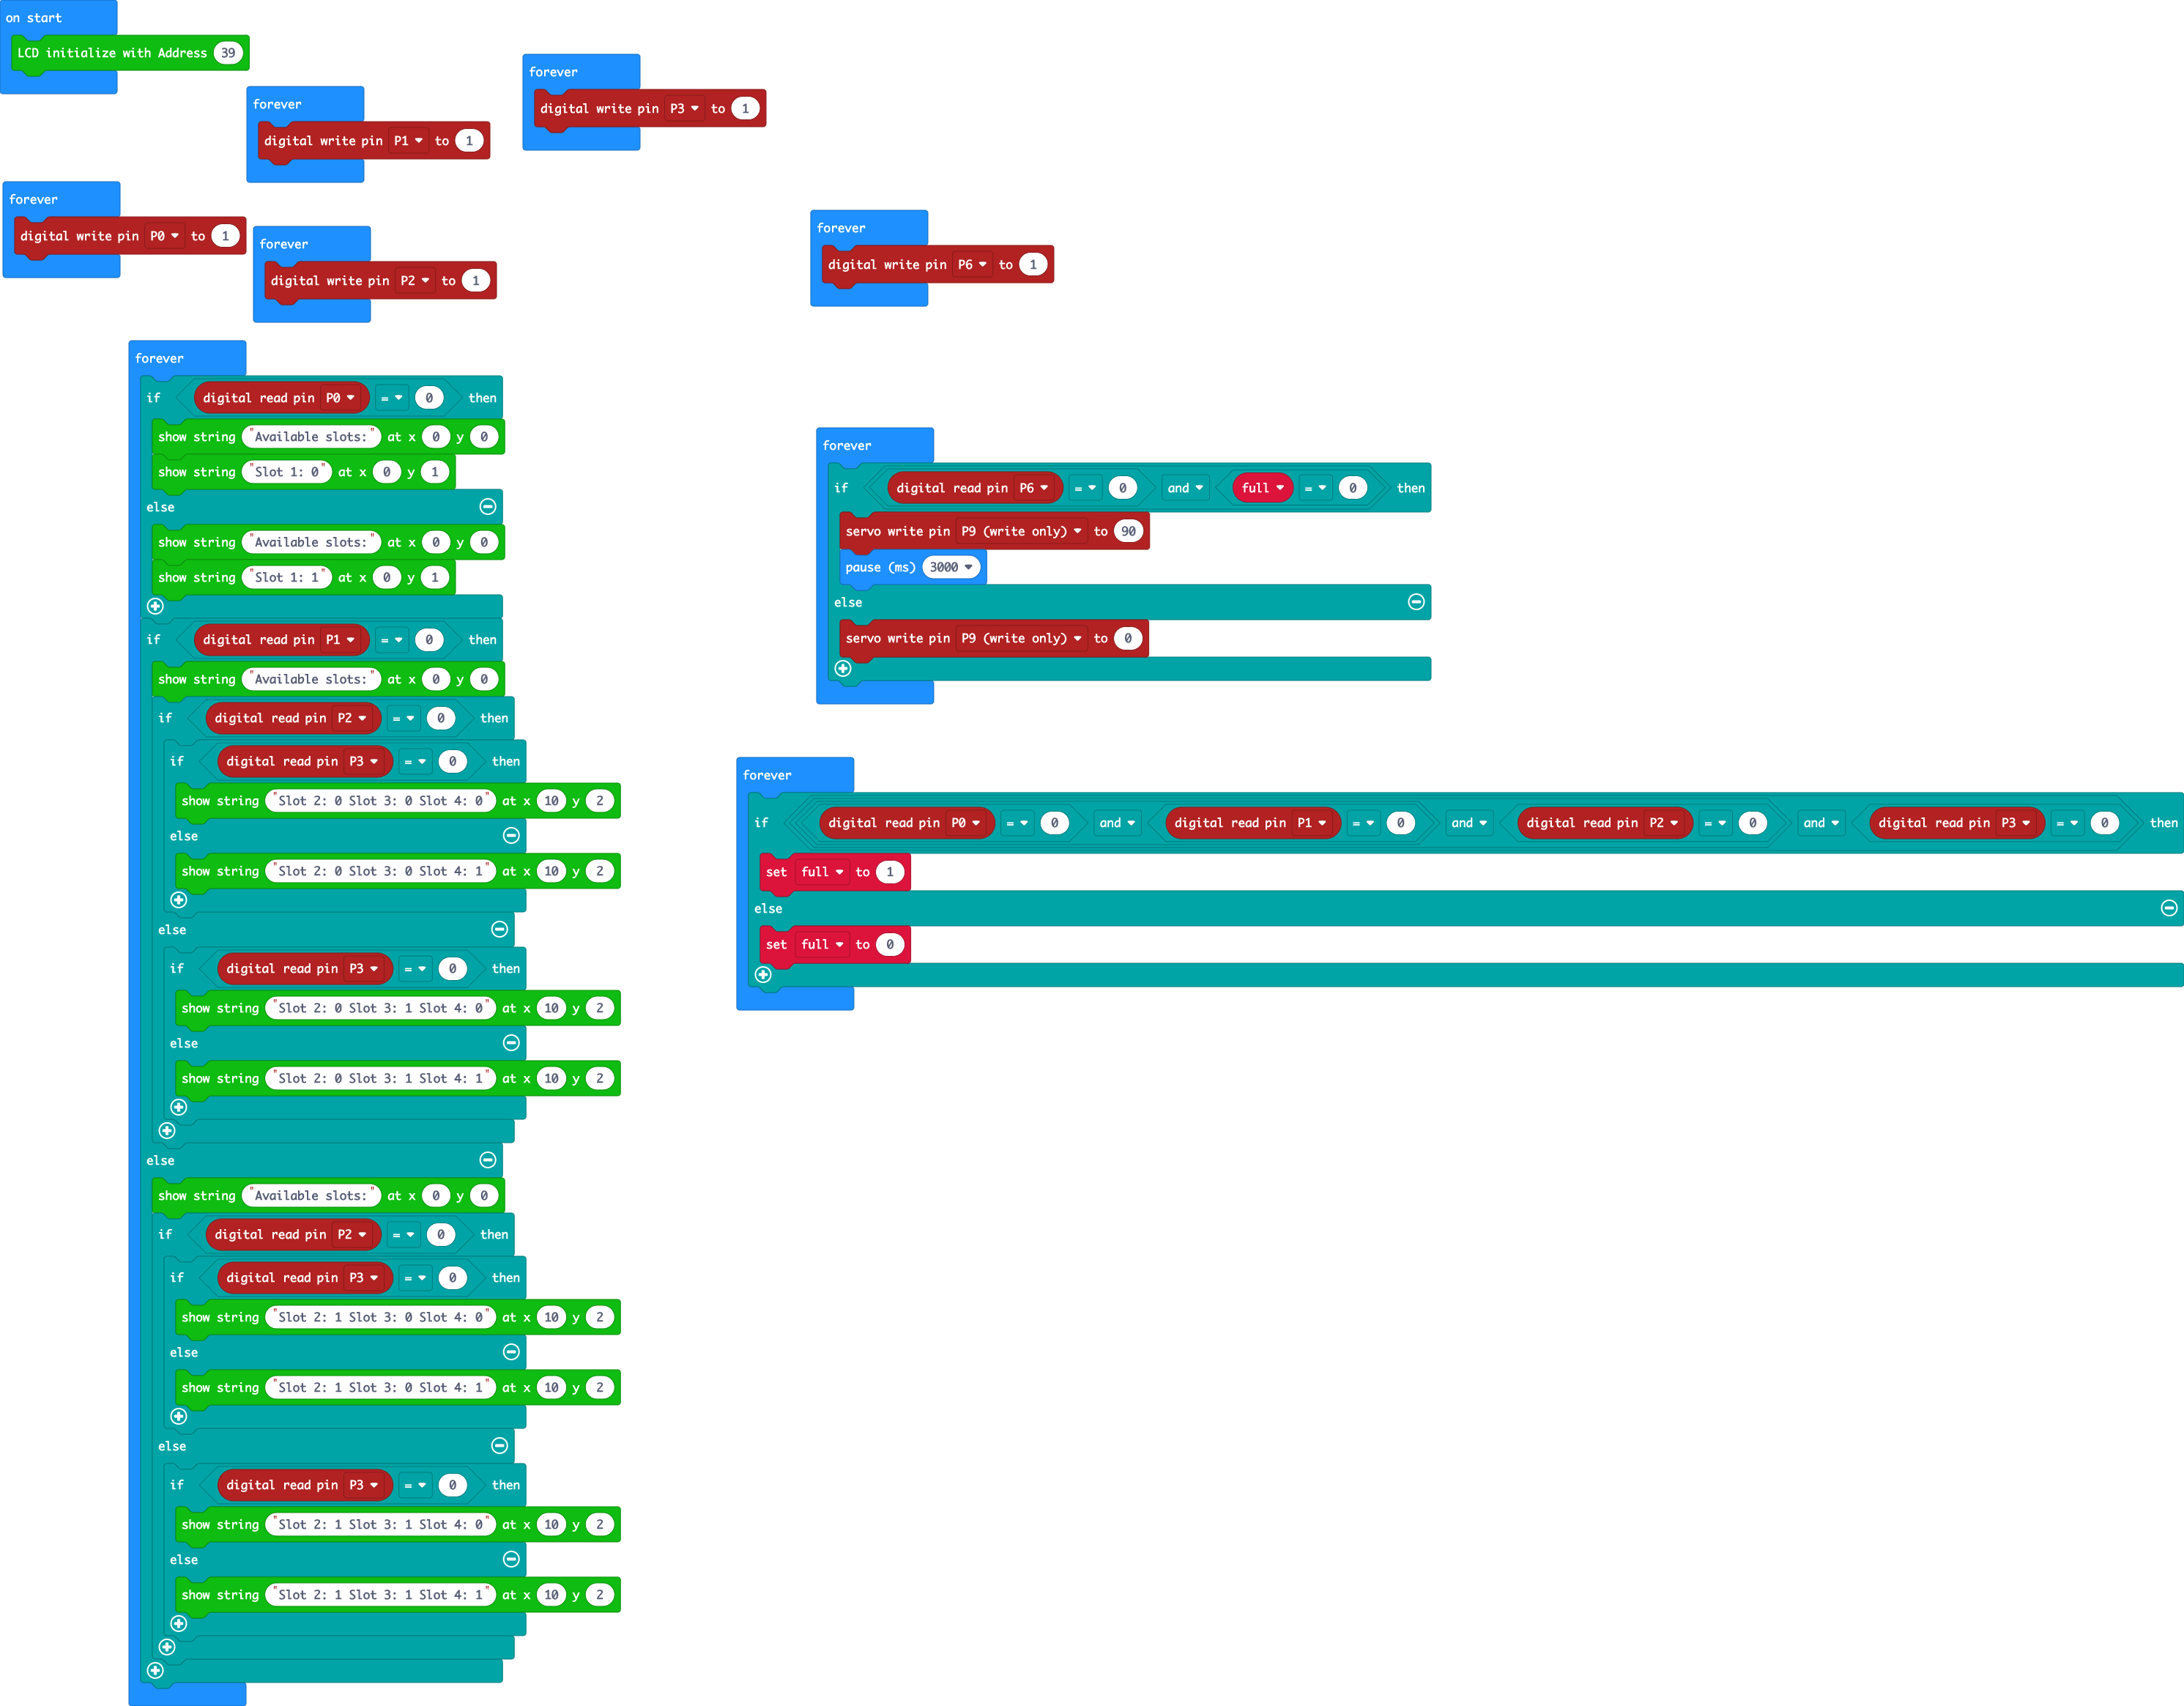 on start
LCD initialize with Address 39
forever
digital write pin P3 to 1
forever
digital write pin P1 to 1
forever
digital write pin P0 to 1
forever
digital write pin P2 to 1
forever
digital write pin P6 to 1
forever
if digital read pin P0 = 0 then
show string "Available slots:" at x 0 y 0
show string "Slot 1: 0" at x 0 y 1
else
show string "Available slots:" at x 0 y 0
show string "Slot 1: 1" at x 0 y 1
if digital read pin P1 = 0 then
show string "Available slots:" at x 0 y 0
if digital read pin P2 = 0 then
if digital read pin P3 = 0 then
show string "Slot 2: 0 Slot 3: 0 Slot 4: 0" at x 10 y 2
else
show string "Slot 2: 0 Slot 3: 0 Slot 4: 1" at x 10 y 2
else
if digital read pin P3 = 0 then
show string "Slot 2: 0 Slot 3: 1 Slot 4: 0" at x 10 y 2
else
show string "Slot 2: 0 Slot 3: 1 Slot 4: 1" at x 10 y 2
else
show string "Available slots:" at x 0 y 0
if digital read pin P2 = 0 then
if digital read pin P3 = 0 then
show string "Slot 2: 1 Slot 3: 0 Slot 4: 0" at x 10 y 2
else
show string "Slot 2: 1 Slot 3: 0 Slot 4: 1" at x 10 y 2
else
if digital read pin P3 = 0 then
show string "Slot 2: 1 Slot 3: 1 Slot 4: 0" at x 10 y 2
else
show string "Slot 2: 1 Slot 3: 1 Slot 4: 1" at x 10 y 2
forever
if digital read pin P6 = 0 and full = 0 then
servo write pin P9 (write only) to 90
pause (ms) 3000
else
servo write pin P9 (write only) to 0
forever
if digital read pin P0 = 0 and digital read pin P1 = 0 and digital read pin P2 = 0 and digital read pin P3 = 0 then
set full to 1
else
set full to 0